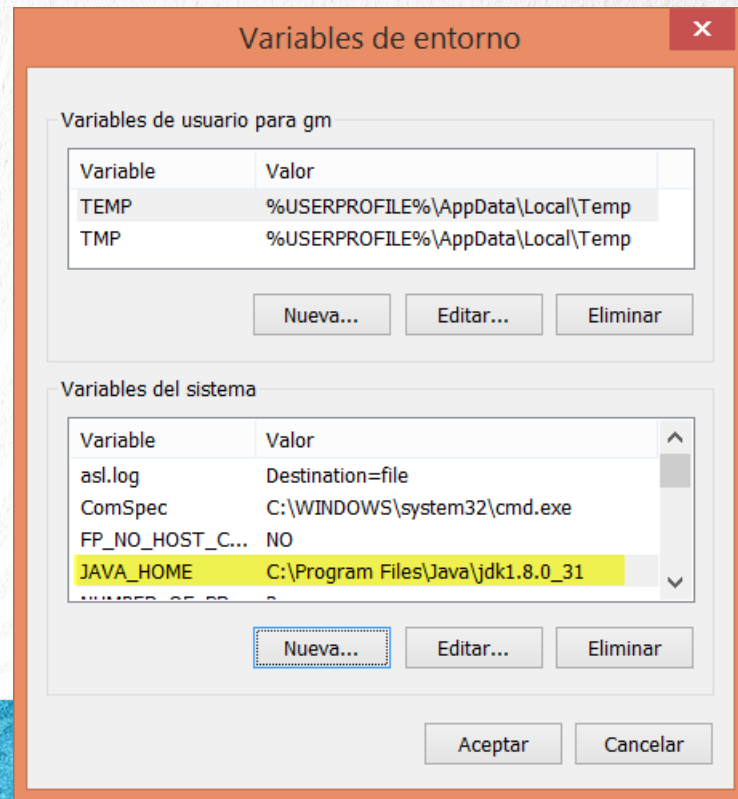 Variables de entorno
Variables de usuario para gm
Variable Valor
TEMP %USERPROFILE%\AppData\Local\Temp
TMP %USERPROFILE%\AppData\Local\Temp
Nueva... Editar... Eliminar
Variables del sistema
Variable Valor
asl.log Destination=file
ComSpec C:\WINDOWS\system32\cmd.exe
FP_NO_HOST_C... NO
JAVA_HOME C:\Program Files\Java\jdk1.8.0_31
Nueva... Editar... Eliminar
Aceptar Cancelar